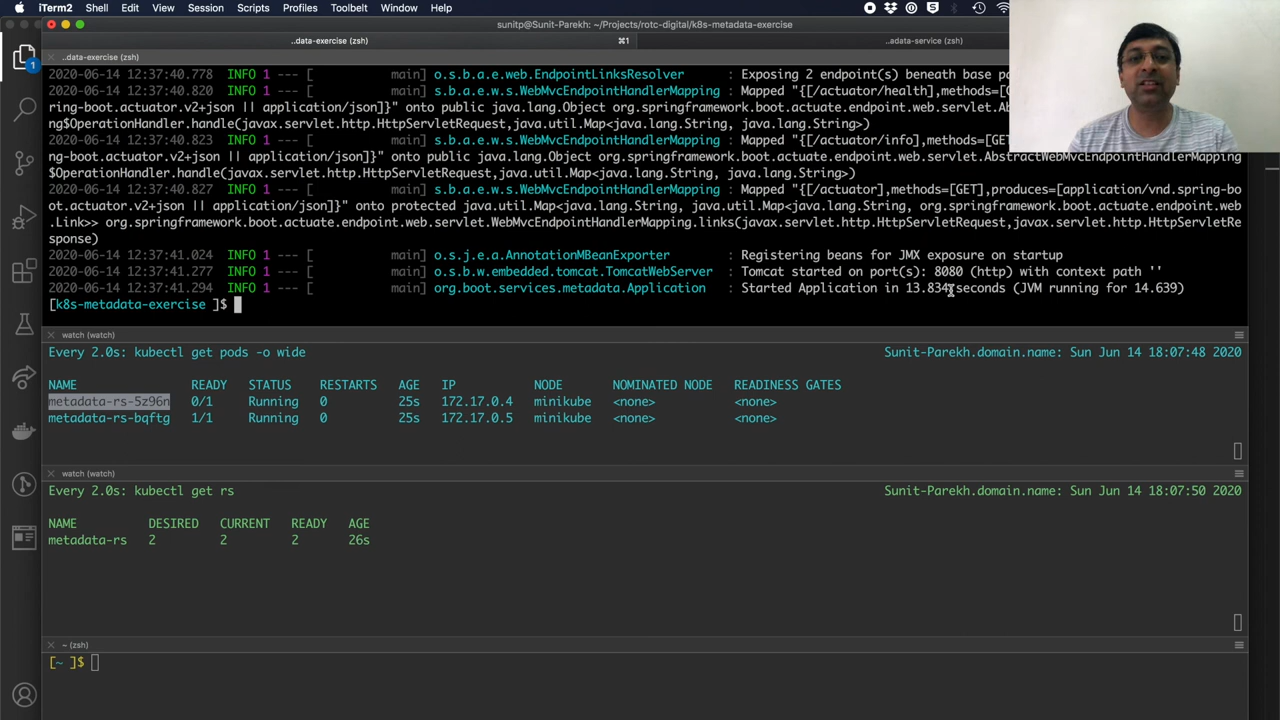 iTerm2 Shell Edit View Session Scripts Profiles Toolbelt Window Help
sunitp@Sunit-Parekh: ~/Projects/rotc-digital/k8s-metadata-exercise
..data-exercise (zsh) ⌘1 ..adata-service (zsh)
..data-exercise (zsh)
2020-06-14 12:37:40.778 INFO 1 --- [ main] o.s.b.a.e.web.EndpointLinksResolver : Exposing 2 endpoint(s) beneath base pa
2020-06-14 12:37:40.820 INFO 1 --- [ main] s.b.a.e.w.s.WebMvcEndpointHandlerMapping : Mapped "{[/actuator/health],methods=[G
ring-boot.actuator.v2+json || application/json]}" onto public java.lang.Object org.springframework.boot.actuate.endpoint.web.servlet.Ab
ng$OperationHandler.handle(javax.servlet.http.HttpServletRequest,java.util.Map<java.lang.String, java.lang.String>)
2020-06-14 12:37:40.823 INFO 1 --- [ main] s.b.a.e.w.s.WebMvcEndpointHandlerMapping : Mapped "{[/actuator/info],methods=[GET
ng-boot.actuator.v2+json || application/json]}" onto public java.lang.Object org.springframework.boot.actuate.endpoint.web.servlet.AbstractWebMvcEndpointHandlerMapping
$OperationHandler.handle(javax.servlet.http.HttpServletRequest,java.util.Map<java.lang.String, java.lang.String>)
2020-06-14 12:37:40.827 INFO 1 --- [ main] s.b.a.e.w.s.WebMvcEndpointHandlerMapping : Mapped "{[/actuator],methods=[GET],produces=[application/vnd.spring-bo
ot.actuator.v2+json || application/json]}" onto protected java.util.Map<java.lang.String, java.util.Map<java.lang.String, org.springframework.boot.actuate.endpoint.web
.Link>> org.springframework.boot.actuate.endpoint.web.servlet.WebMvcEndpointHandlerMapping.links(javax.servlet.http.HttpServletRequest,javax.servlet.http.HttpServletRe
sponse)
2020-06-14 12:37:41.024 INFO 1 --- [ main] o.s.j.e.a.AnnotationMBeanExporter : Registering beans for JMX exposure on startup
2020-06-14 12:37:41.277 INFO 1 --- [ main] o.s.b.w.embedded.tomcat.TomcatWebServer : Tomcat started on port(s): 8080 (http) with context path ''
2020-06-14 12:37:41.294 INFO 1 --- [ main] org.boot.services.metadata.Application : Started Application in 13.834 seconds (JVM running for 14.639)
[k8s-metadata-exercise ]$
watch (watch)
Every 2.0s: kubectl get pods -o wide Sunit-Parekh.domain.name: Sun Jun 14 18:07:48 2020
NAME READY STATUS RESTARTS AGE IP NODE NOMINATED NODE READINESS GATES
metadata-rs-5z96n 0/1 Running 0 25s 172.17.0.4 minikube <none> <none>
metadata-rs-bqftg 1/1 Running 0 25s 172.17.0.5 minikube <none> <none>
watch (watch)
Every 2.0s: kubectl get rs Sunit-Parekh.domain.name: Sun Jun 14 18:07:50 2020
NAME DESIRED CURRENT READY AGE
metadata-rs 2 2 2 26s
~ (zsh)
[~ ]$